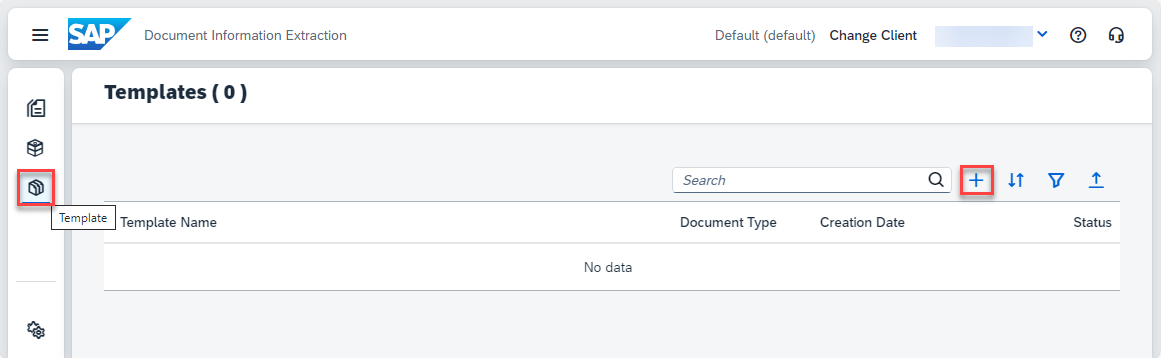 SAP Document Information Extraction Default (default) Change Client
Templates ( 0 )
Search
Template
Template Name Document Type Creation Date Status
No data